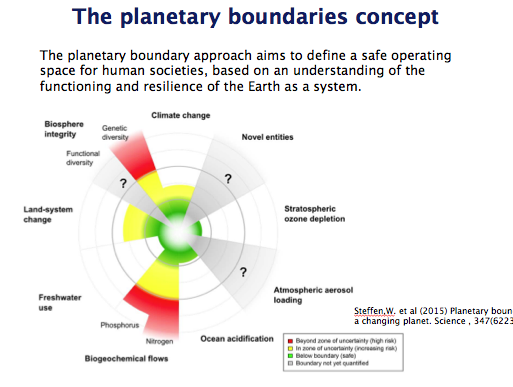 The planetary boundaries concept
The planetary boundary approach aims to define a safe operating
space for human societies, based on an understanding of the
functioning and resilience of the Earth as a system.
Climate change
Biosphere
integrity
Genetic
diversity
Novel entities
Functional
diversity
?
?
Land-system
change
Stratospheric
ozone depletion
?
Atmospheric aerosol
loading
Freshwater
use
Steffen,W. et al (2015) Planetary boun
a changing planet. Science , 347(6223
Phosphorus
Nitrogen
Ocean acidification
Biogeochemical flows
Beyond zone of uncertainty (high risk)
In zone of uncertainty (increasing risk)
Below boundary (safe)
Boundary not yet quantified